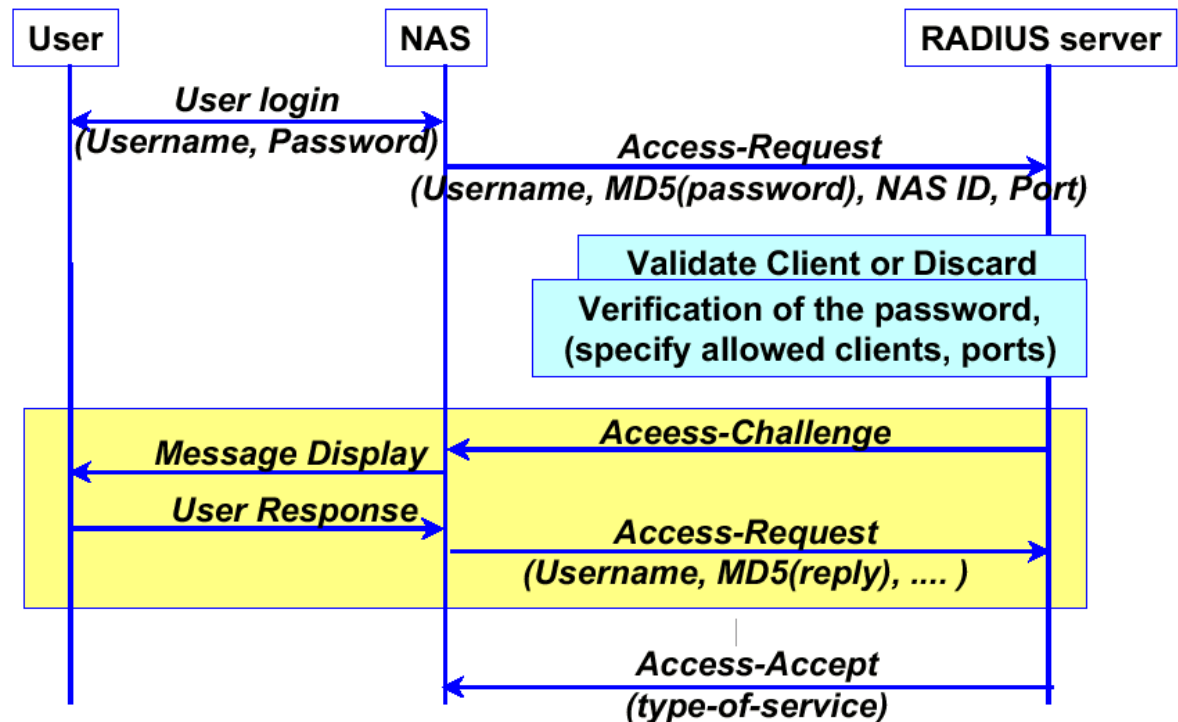 User
NAS
RADIUS server
User login
(Username, Password)
Access-Request
(Username, MD5(password), NAS ID, Port)
Validate Client or Discard
Verification of the password,
(specify allowed clients, ports)
Aceess-Challenge
Message Display
User Response
Access-Request
(Username, MD5(reply), .... )
Access-Accept
(type-of-service)